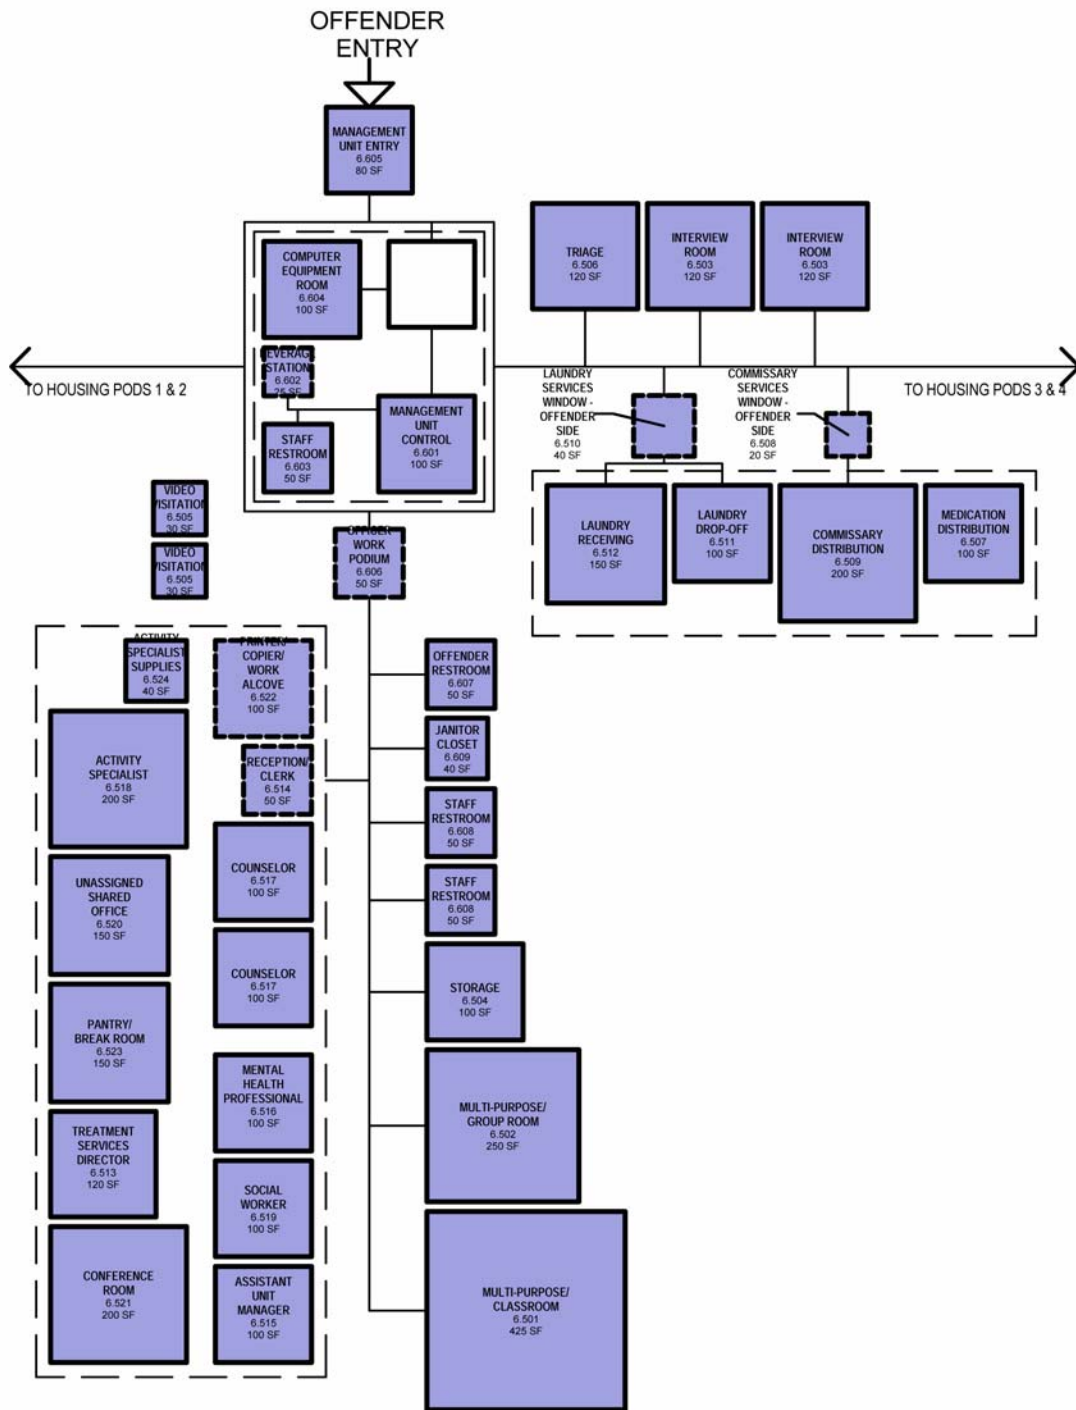 OFFENDER
ENTRY
MANAGEMENT
UNIT ENTRY
6.605
80 SF
COMPUTER
EQUIPMENT
ROOM
6.604
100 SF
TRIAGE
6.506
120 SF
INTERVIEW
ROOM
6.503
120 SF
INTERVIEW
ROOM
6.503
120 SF
STATION
6.602
25 SF
TO HOUSING PODS 1 & 2
TO HOUSING PODS 3 & 4
STAFF
RESTROOM
6.603
50 SF
MANAGEMENT
UNIT
CONTROL
6.601
100 SF
LAUNDRY
SERVICES
WINDOW -
OFFENDER
SIDE
6.510
40 SF
COMMISSARY
SERVICES
WINDOW -
OFFENDER
SIDE
6.508
20 SF
VIDEO
VISITATION
6.505
30 SF
VIDEO
VISITATION
6.505
30 SF
OFFICER
WORK
PODIUM
6.606
50 SF
LAUNDRY
RECEIVING
6.512
150 SF
LAUNDRY
DROP-OFF
6.511
100 SF
COMMISSARY
DISTRIBUTION
6.509
200 SF
MEDICATION
DISTRIBUTION
6.507
100 SF
ACTIVITY
SPECIALIST
SUPPLIES
6.524
40 SF
PRINTER/
COPIER/
WORK
ALCOVE
6.522
100 SF
ACTIVITY
SPECIALIST
6.518
200 SF
RECEPTION/
CLERK
6.514
50 SF
UNASSIGNED
SHARED
OFFICE
6.520
150 SF
COUNSELOR
6.517
100 SF
COUNSELOR
6.517
100 SF
PANTRY/
BREAK ROOM
6.523
150 SF
MENTAL
HEALTH
PROFESSIONAL
6.516
100 SF
TREATMENT
SERVICES
DIRECTOR
6.513
120 SF
SOCIAL
WORKER
6.519
100 SF
CONFERENCE
ROOM
6.521
200 SF
ASSISTANT
UNIT
MANAGER
6.515
100 SF
OFFENDER
RESTROOM
6.607
50 SF
JANITOR
CLOSET
6.609
40 SF
STAFF
RESTROOM
6.608
50 SF
STAFF
RESTROOM
6.608
50 SF
STORAGE
6.504
100 SF
MULTI-PURPOSE/
GROUP ROOM
6.502
250 SF
MULTI-PURPOSE/
CLASSROOM
6.501
425 SF